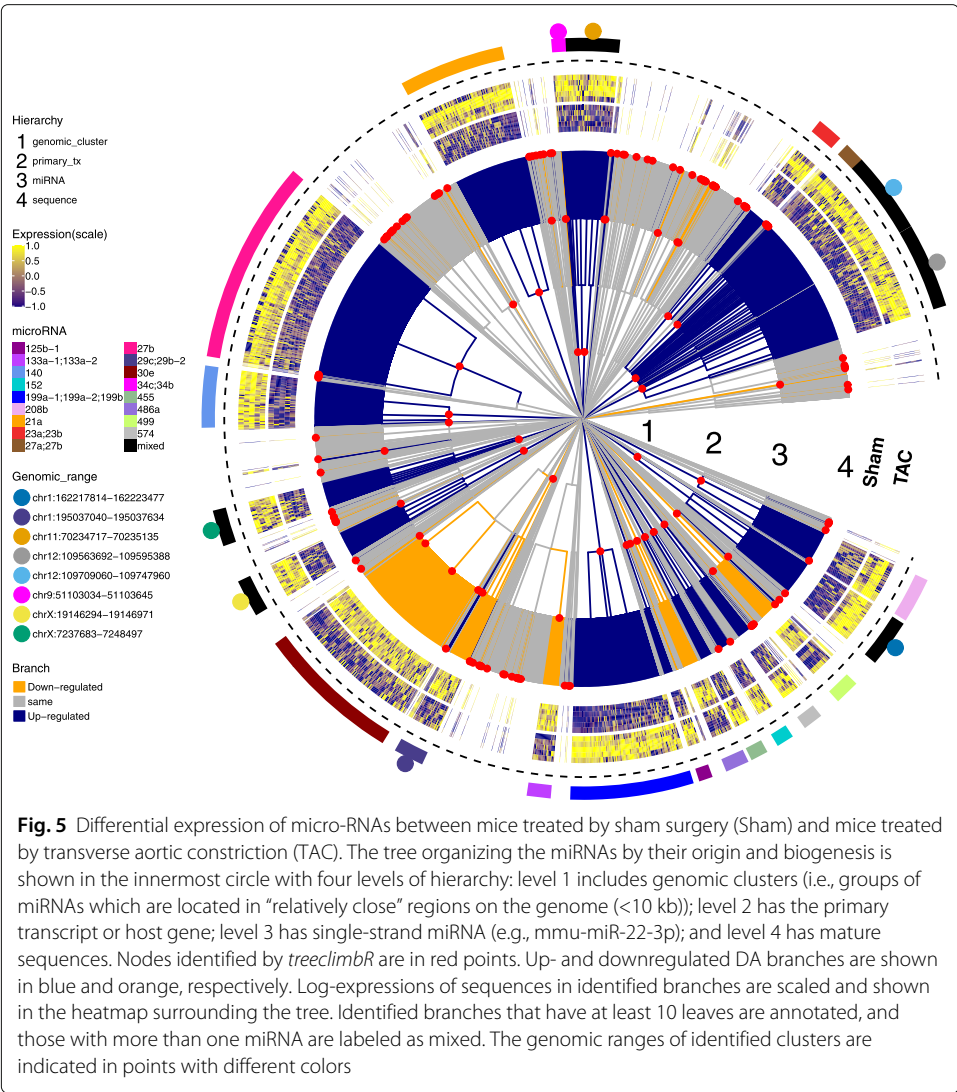 Hierarchy
1 genomic_cluster
2 primary_tx
3 miRNA
4 sequence
Expression(scale)
1.0
0.5
0.0
−0.5
−1.0
microRNA
125b−1
133a−1;133a−2
140
152
199a−1;199a−2;199b
208b
21a
23a;23b
27a;27b
27b
29c;29b−2
30e
34c;34b
455
486a
499
574
mixed
Genomic_range
chr1:162217814−162223477
chr1:195037040−195037634
chr11:70234717−70235135
chr12:109563692−109595388
chr12:109709060−109747960
chr9:51103034−51103645
chrX:19146294−19146971
chrX:7237683−7248497
Branch
Down−regulated
same
Up−regulated
1 2 3 4 Sham TAC
Fig. 5 Differential expression of micro-RNAs between mice treated by sham surgery (Sham) and mice treated
by transverse aortic constriction (TAC). The tree organizing the miRNAs by their origin and biogenesis is
shown in the innermost circle with four levels of hierarchy: level 1 includes genomic clusters (i.e., groups of
miRNAs which are located in "relatively close" regions on the genome (<10 kb)); level 2 has the primary
transcript or host gene; level 3 has single-strand miRNA (e.g., mmu-miR-22-3p); and level 4 has mature
sequences. Nodes identified by treeclimbR are in red points. Up- and downregulated DA branches are shown
in blue and orange, respectively. Log-expressions of sequences in identified branches are scaled and shown
in the heatmap surrounding the tree. Identified branches that have at least 10 leaves are annotated, and
those with more than one miRNA are labeled as mixed. The genomic ranges of identified clusters are
indicated in points with different colors